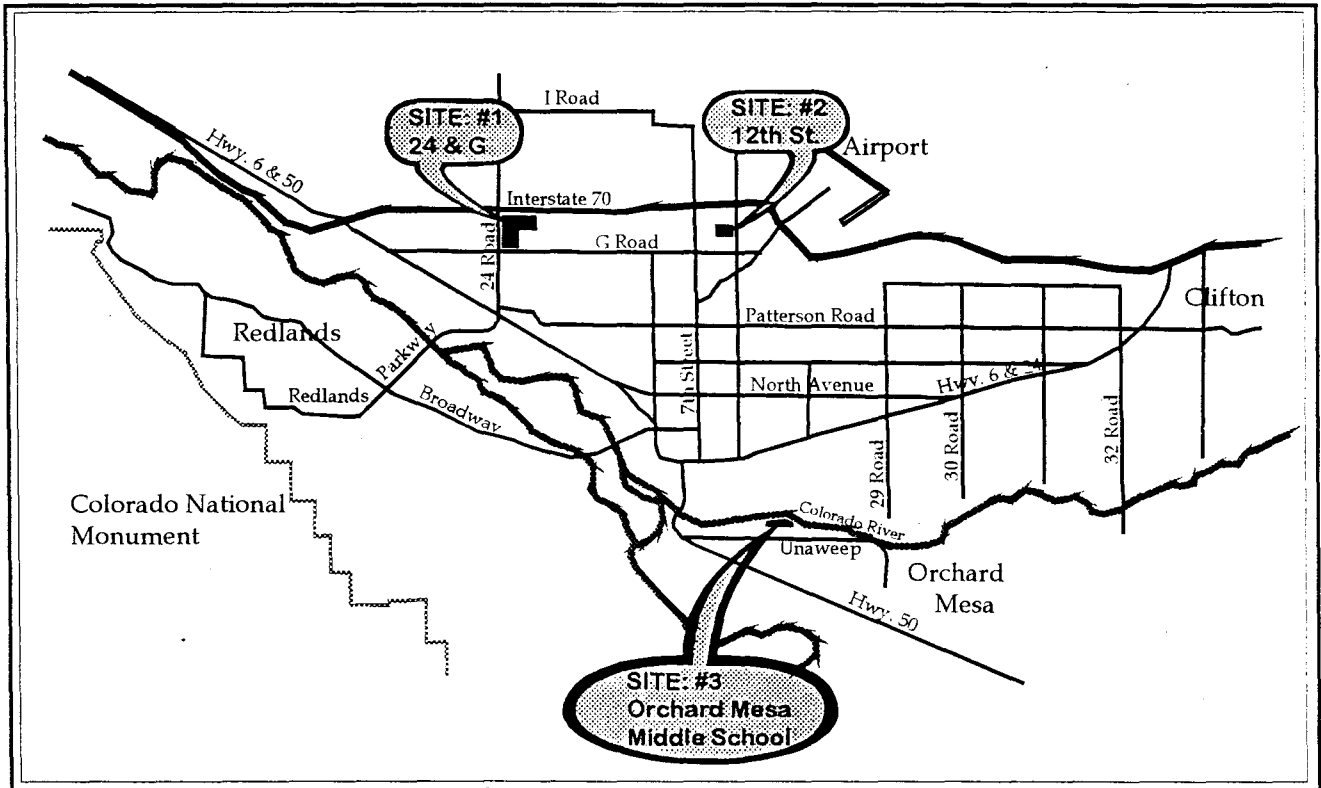 I Road
SITE: #1
24 & G
SITE: #2
12th St.
Airport
Hwy. 6 & 50
Interstate 70
24 Road
G Road
Clifton
Patterson Road
Redlands
Parkway
Redlands
Broadway
7th Street
North Avenue
Hwy. 6 &
29 Road
30 Road
32 Road
Colorado National
Monument
Colorado River
Unaweep
Orchard
Mesa
Hwy. 50
SITE: #3
Orchard Mesa
Middle School